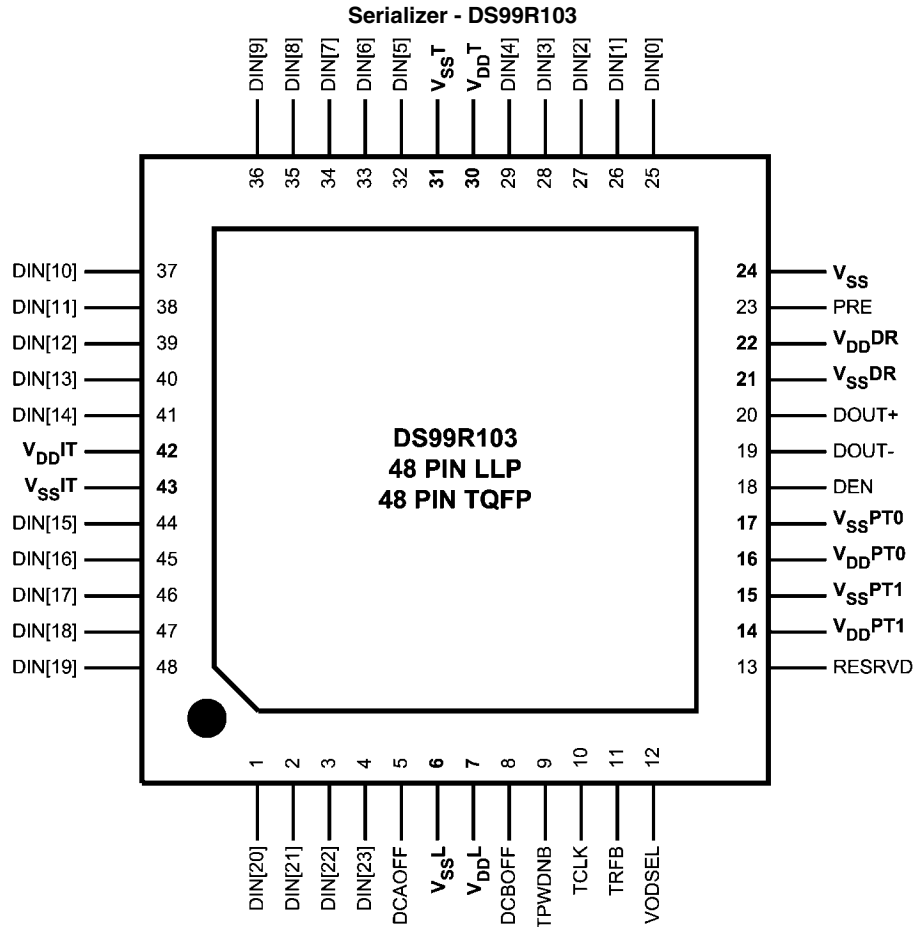 Serializer - DS99R103
DIN[9]
DIN[8]
DIN[7]
DIN[6]
DIN[5]
VSST
VDDT
DIN[4]
DIN[3]
DIN[2]
DIN[1]
DIN[0]
36
35
34
33
32
31
30
29
28
27
26
25
DIN[10] 37
DIN[11] 38
DIN[12] 39
DIN[13] 40
DIN[14] 41
VDDIT 42
VSSIT 43
DIN[15] 44
DIN[16] 45
DIN[17] 46
DIN[18] 47
DIN[19] 48
DS99R103
48 PIN LLP
48 PIN TQFP
24 VSS
23 PRE
22 VDDDR
21 VSSDR
20 DOUT+
19 DOUT-
18 DEN
17 VSSPT0
16 VDDPT0
15 VSSPT1
14 VDDPT1
13 RESRVD
1
2
3
4
5
6
7
8
9
10
11
12
DIN[20]
DIN[21]
DIN[22]
DIN[23]
DCAOFF
VSSL
VDDL
DCBOFF
TPWDNB
TCLK
TRFB
VODSEL